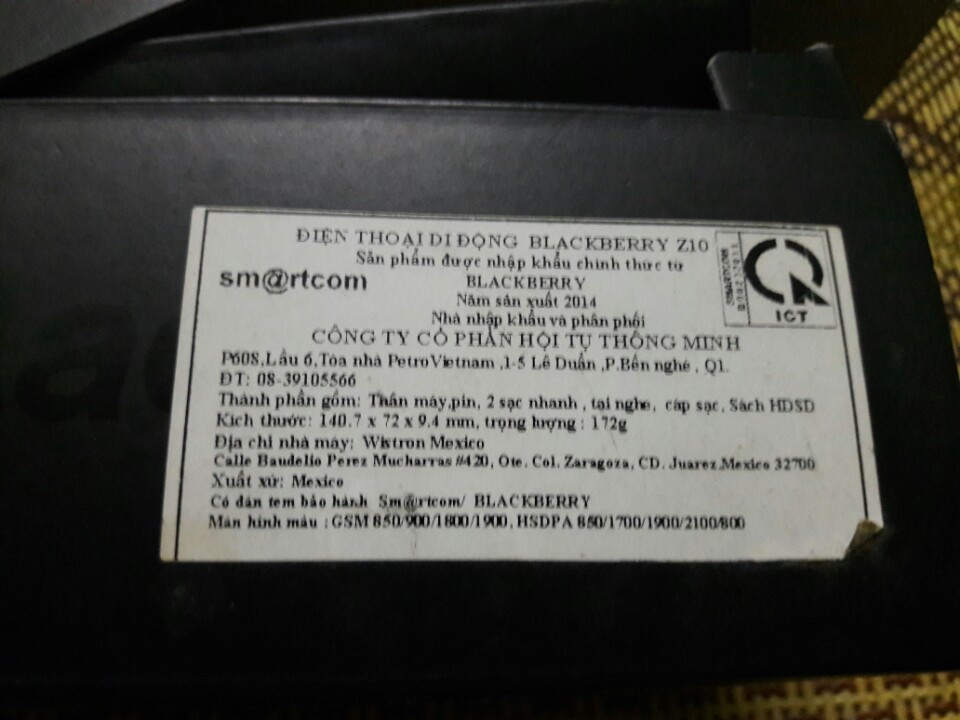 ĐIỆN THOẠI DI ĐỘNG BLACKBERRY Z10
Sản phẩm được nhập khẩu chính thức từ
BLACKBERRY
sm@rtcom
Năm sản xuất 2014
Nhà nhập khẩu và phân phối
CÔNG TY CỔ PHẦN HỘI TỤ THÔNG MINH
P608,Lầu 6,Tòa nhà PetroVietnam ,1-5 Lê Duẩn ,P.Bến nghé , Q1.
ĐT: 08-39105566
Thành phần gồm: Thân máy,pin, 2 sạc nhanh , tai nghe, cáp sạc, Sách HDSD
Kích thước: 140.7 x 72 x 9.4 mm, trọng lượng : 172g
Địa chỉ nhà máy: Wistron Mexico
Calle Baudelio Perez Mucharras #420, Ote. Col. Zaragoza, CD. Juarez.Mexico 32700
Xuất xứ: Mexico
Có dán tem bảo hành Sm@rtcom/ BLACKBERRY
Màn hình màu : GSM 850/900/1800/1900, HSDPA 850/1700/1900/2100/800
SMARTCOM
ICT